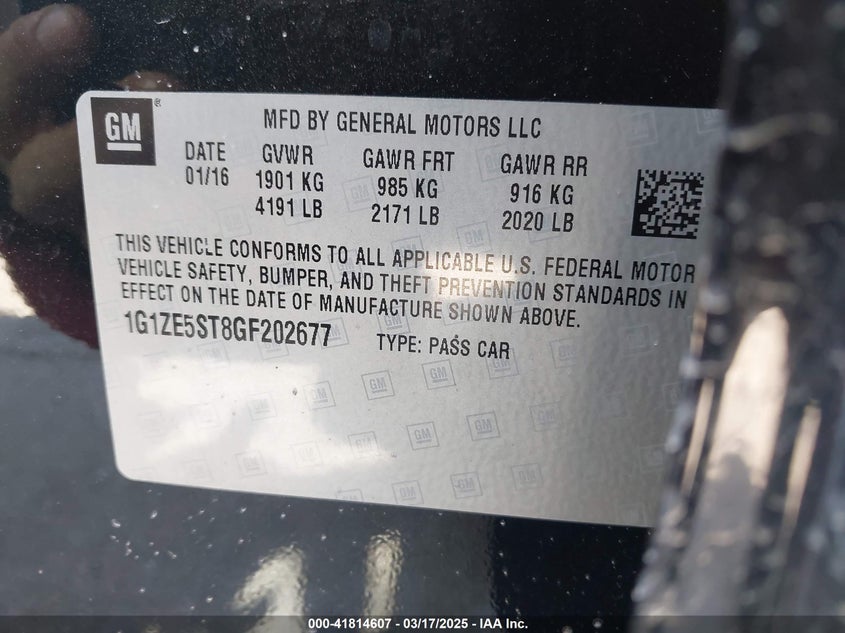 GM
MFD BY GENERAL MOTORS LLC
DATE GVWR GAWR FRT GAWR RR
01/16 1901 KG 985 KG 916 KG
4191 LB 2171 LB 2020 LB
THIS VEHICLE CONFORMS TO ALL APPLICABLE U.S. FEDERAL MOTOR
VEHICLE SAFETY, BUMPER, AND THEFT PREVENTION STANDARDS IN
EFFECT ON THE DATE OF MANUFACTURE SHOWN ABOVE.
1G1ZE5ST8GF202677 TYPE: PASS CAR
000-41814607 - 03/17/2025 - IAA Inc.